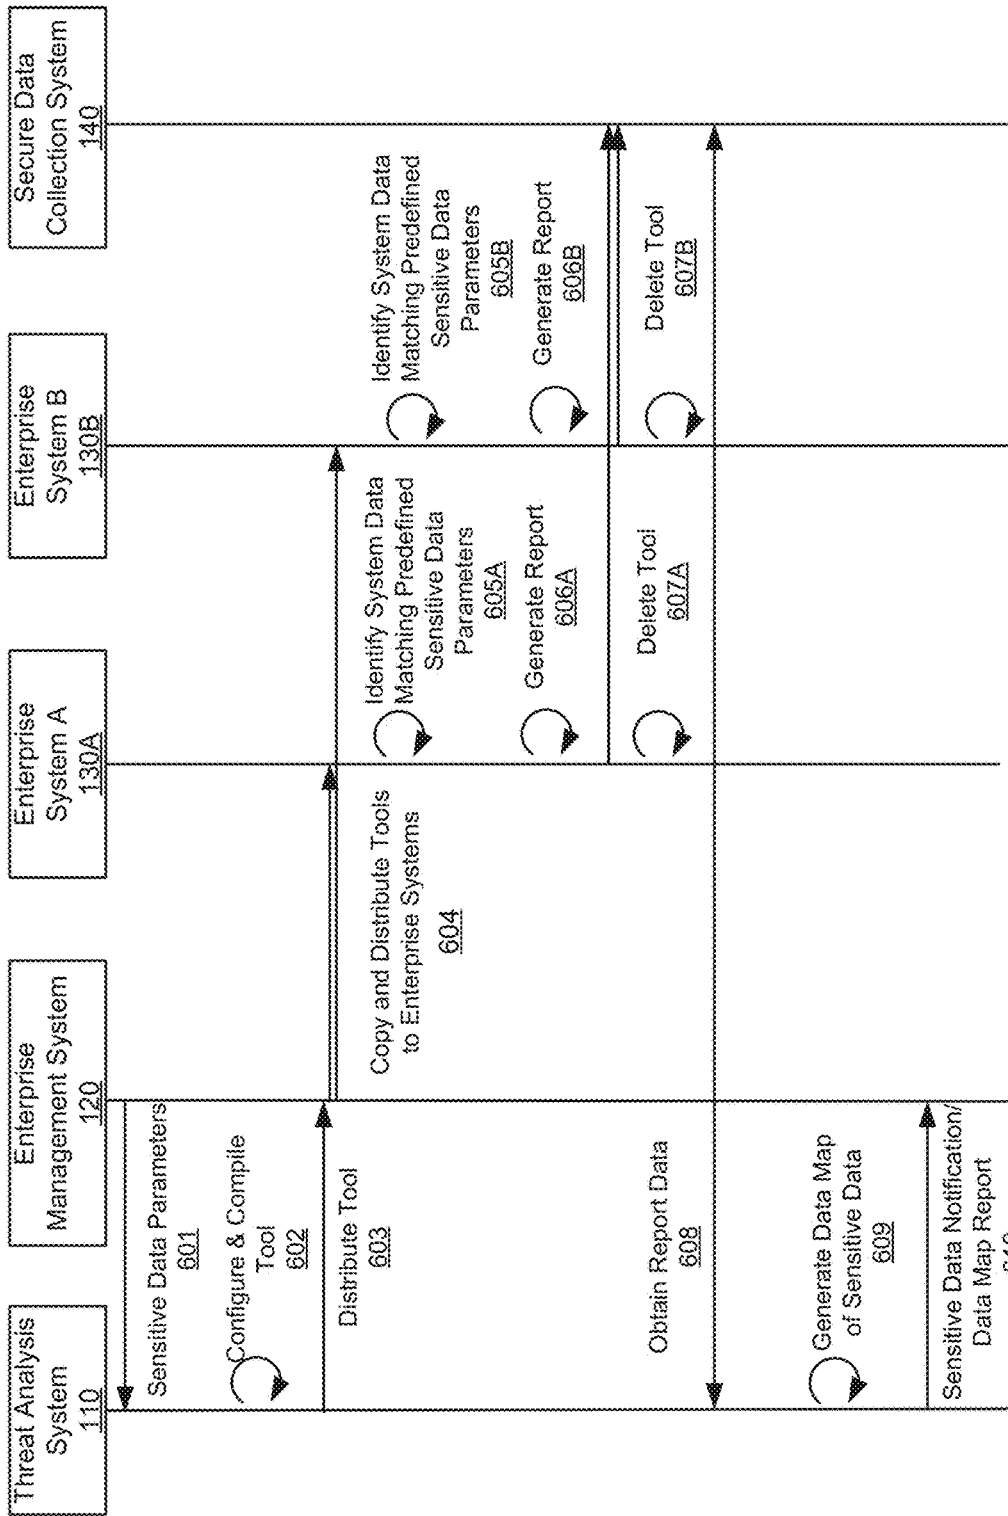 Threat Analysis
System
110
Enterprise
Management System
120
Enterprise
System A
130A
Enterprise
System B
130B
Secure Data
Collection System
140
Sensitive Data Parameters
601
Configure & Compile
Tool
602
Distribute Tool
603
Copy and Distribute Tools
to Enterprise Systems
604
Identify System Data
Matching Predefined
Sensitive Data
Parameters
605A
Identify System Data
Matching Predefined
Sensitive Data
Parameters
605B
Generate Report
606A
Generate Report
606B
Delete Tool
607A
Delete Tool
607B
Obtain Report Data
608
Generate Data Map
of Sensitive Data
609
Sensitive Data Notification/
Data Map Report